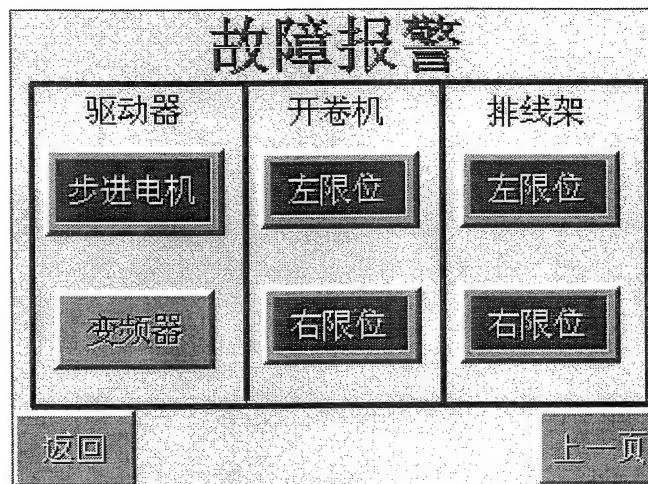 故障报警
驱动器 开卷机 排线架
步进电机 左限位 左限位
变频器 右限位 右限位
返回 上一页